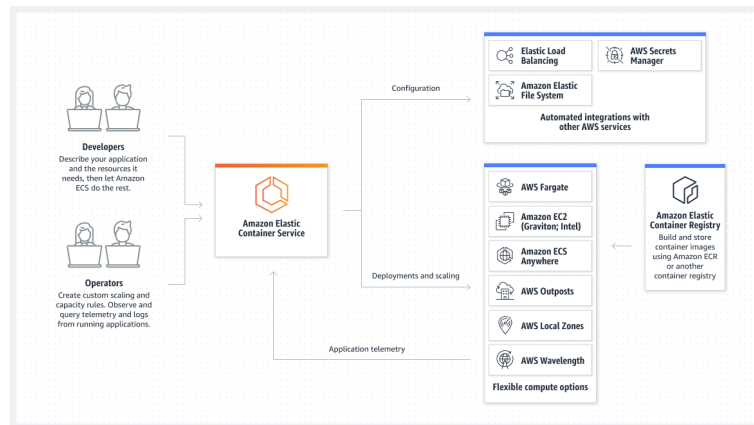 Developers
Describe your application
and the resources it
needs, then let Amazon
ECS do the rest.
Operators
Create custom scaling and
capacity rules. Observe and
query telemetry and logs
from running applications.
Amazon Elastic
Container Service
Configuration
Deployments and scaling
Application telemetry
Elastic Load
Balancing
AWS Secrets
Manager
Amazon Elastic
File System
Automated integrations with
other AWS services
AWS Fargate
Amazon EC2
(Graviton; Intel)
Amazon ECS
Anywhere
AWS Outposts
AWS Local Zones
AWS Wavelength
Flexible compute options
Amazon Elastic
Container Registry
Build and store
container images
using Amazon ECR
or another
container registry